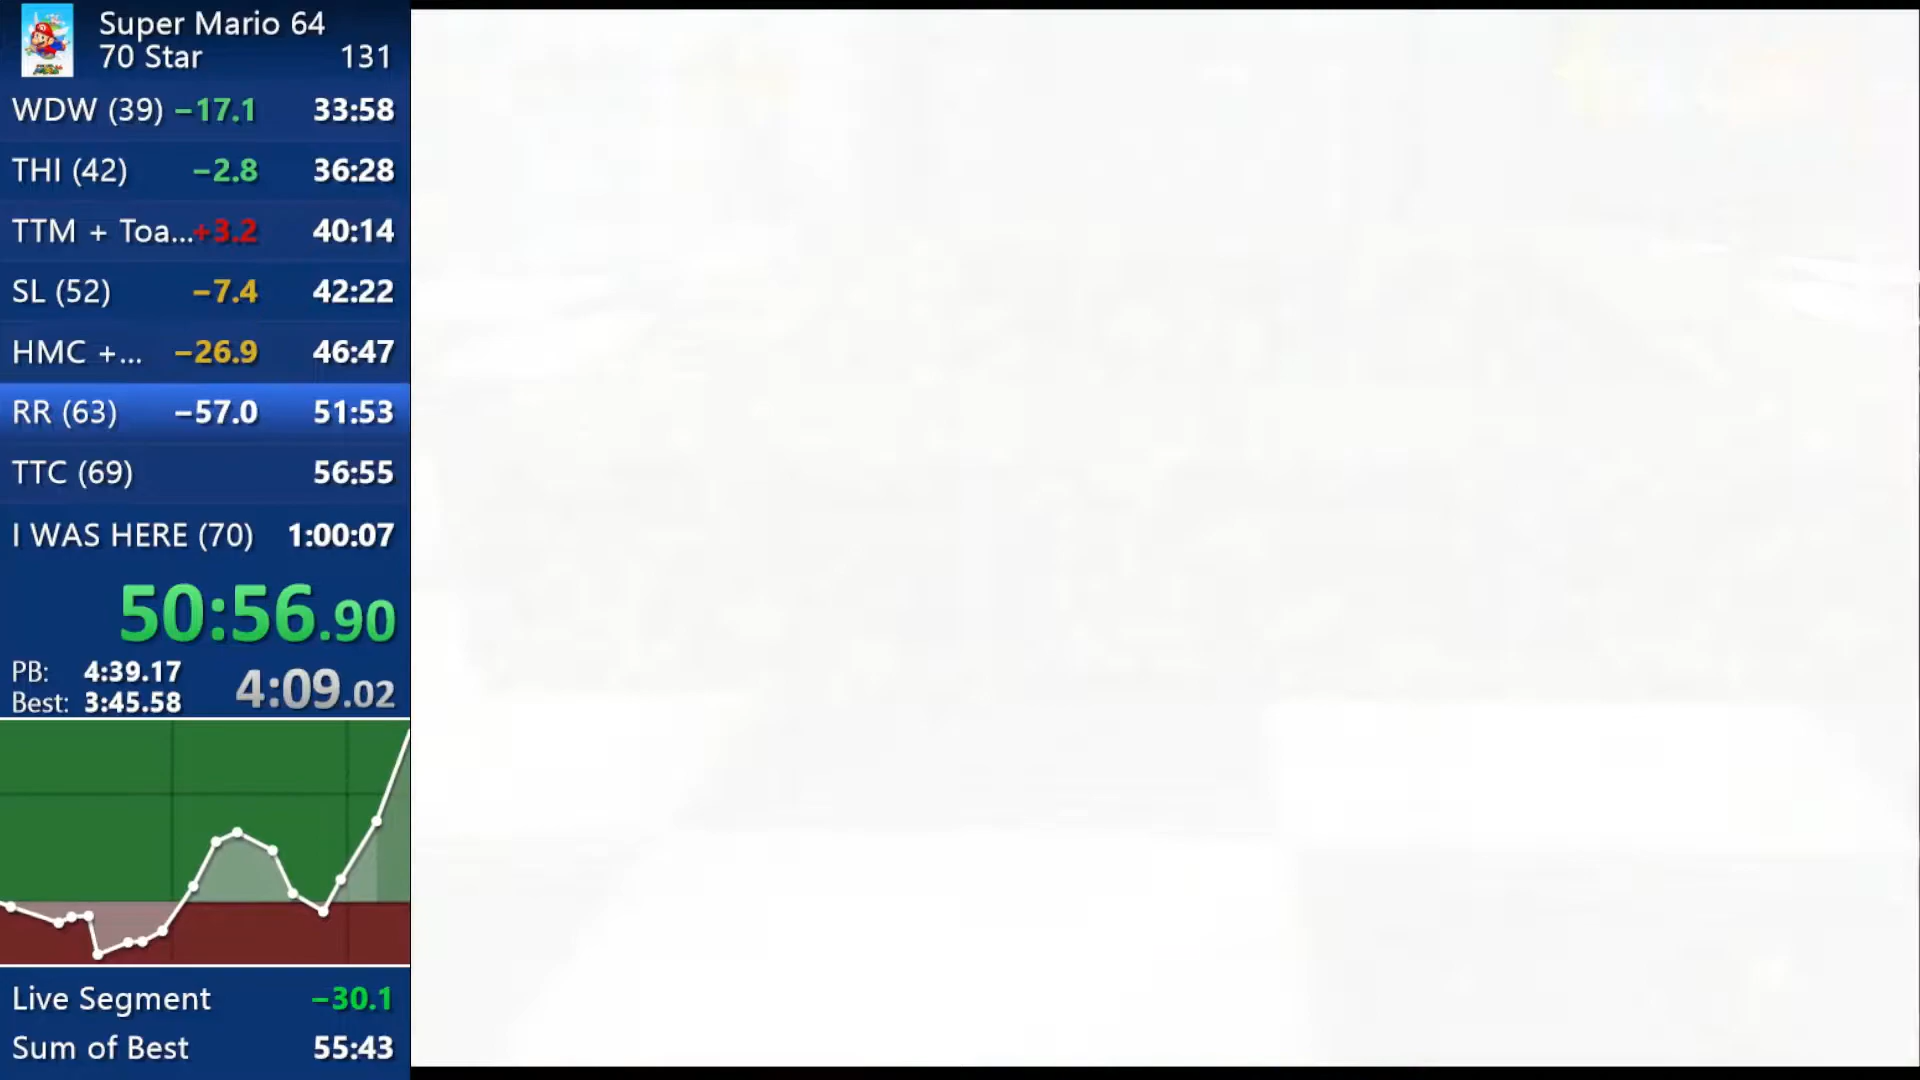 Super Mario 64
70 Star 131
WDW (39) −17.1 33:58
THI (42) −2.8 36:28
TTM + Toa... +3.2 40:14
SL (52) −7.4 42:22
HMC +... −26.9 46:47
RR (63) −57.0 51:53
TTC (69) 56:55
I WAS HERE (70) 1:00:07
50:56.90
PB: 4:39.17
Best: 3:45.58
4:09.02
Live Segment −30.1
Sum of Best 55:43